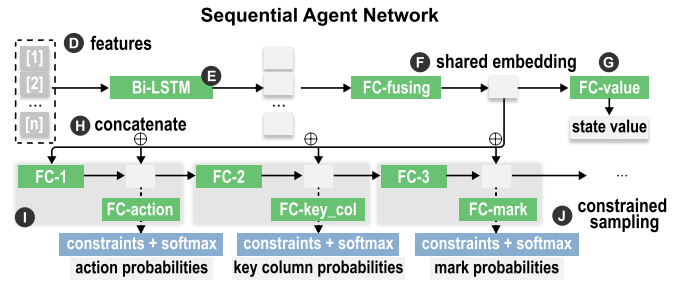 Sequential Agent Network
D features
[1]
[2]
...
[n]
Bi-LSTM
E
...
FC-fusing
F shared embedding
G
FC-value
state value
H concatenate
⊕ ⊕ ⊕
FC-1 FC-2 FC-3 ...
I
FC-action FC-key_col FC-mark
J constrained
sampling
constraints + softmax constraints + softmax constraints + softmax
action probabilities key column probabilities mark probabilities